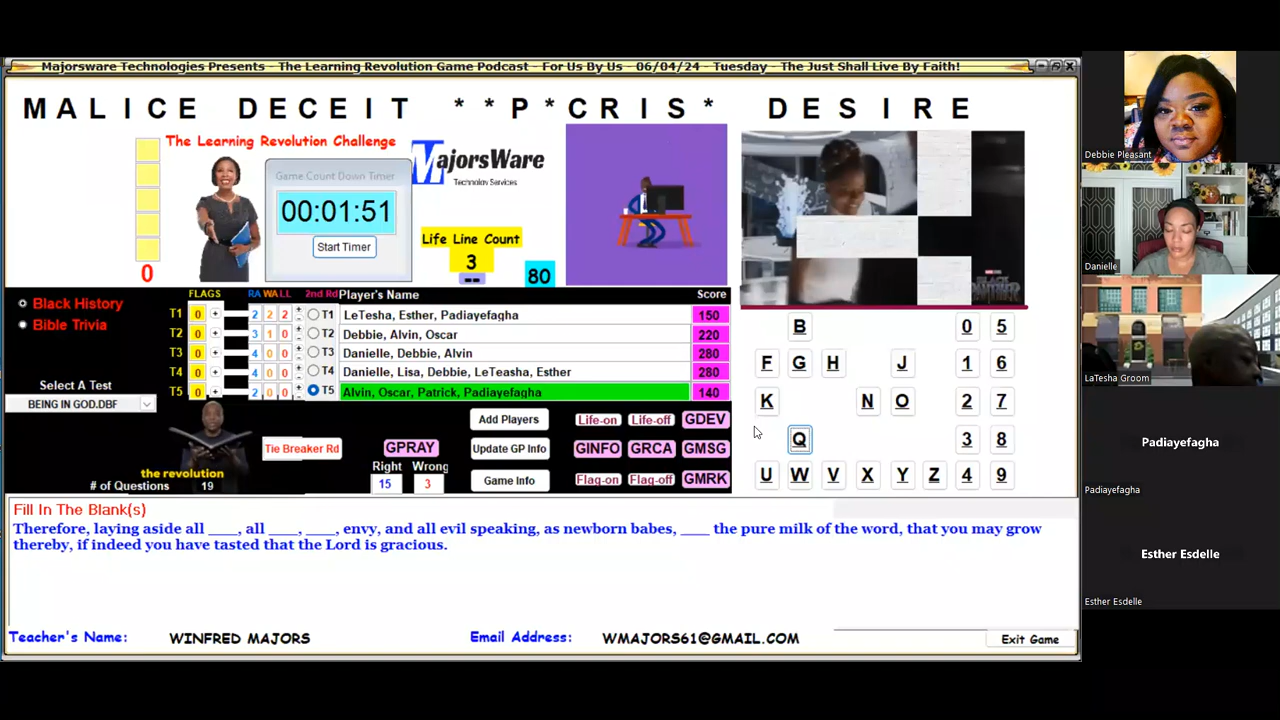 Majorsware Technologies Presents - The Learning Revolution Game Podcast - For Us By Us - 06/04/24 - Tuesday - The Just Shall Live By Faith!
MALICE DECEIT **P*CRIS* DESIRE
The Learning Revolution Challenge
Game Count Down Timer
00:01:51
Start Timer
0
MajorsWare
Technology Services
Life Line Count
3
--
80
BLACK PANTHER
Debbie Pleasant
Danielle
LaTesha Groom
Padiayefagha
Padiayefagha
Esther Esdelle
Esther Esdelle
Black History
Bible Trivia
Select A Test
BEING IN GOD.DBF
FLAGS RA WA LL 2nd Rd Player's Name Score
T1 0 + 2 2 2 T1 LeTesha, Esther, Padiayefagha 150
T2 0 + 3 1 0 T2 Debbie, Alvin, Oscar 220
T3 0 + 4 0 0 T3 Danielle, Debbie, Alvin 280
T4 0 + 4 0 0 T4 Danielle, Lisa, Debbie, LeTeasha, Esther 280
T5 0 + 2 0 0 T5 Alvin, Oscar, Patrick, Padiayefagha 140
the revolution
# of Questions 19
Tie Breaker Rd
GPRAY
Right Wrong
15 3
Add Players
Update GP Info
Game Info
Life-on Life-off GDEV
GINFO GRCA GMSG
Flag-on Flag-off GMRK
B 0 5
F G H J 1 6
K N O 2 7
Q 3 8
U W V X Y Z 4 9
Fill In The Blank(s)
Therefore, laying aside all ____, all ____, ____, envy, and all evil speaking, as newborn babes, ____ the pure milk of the word, that you may grow
thereby, if indeed you have tasted that the Lord is gracious.
Teacher's Name: WINFRED MAJORS Email Address: WMAJORS61@GMAIL.COM
Exit Game